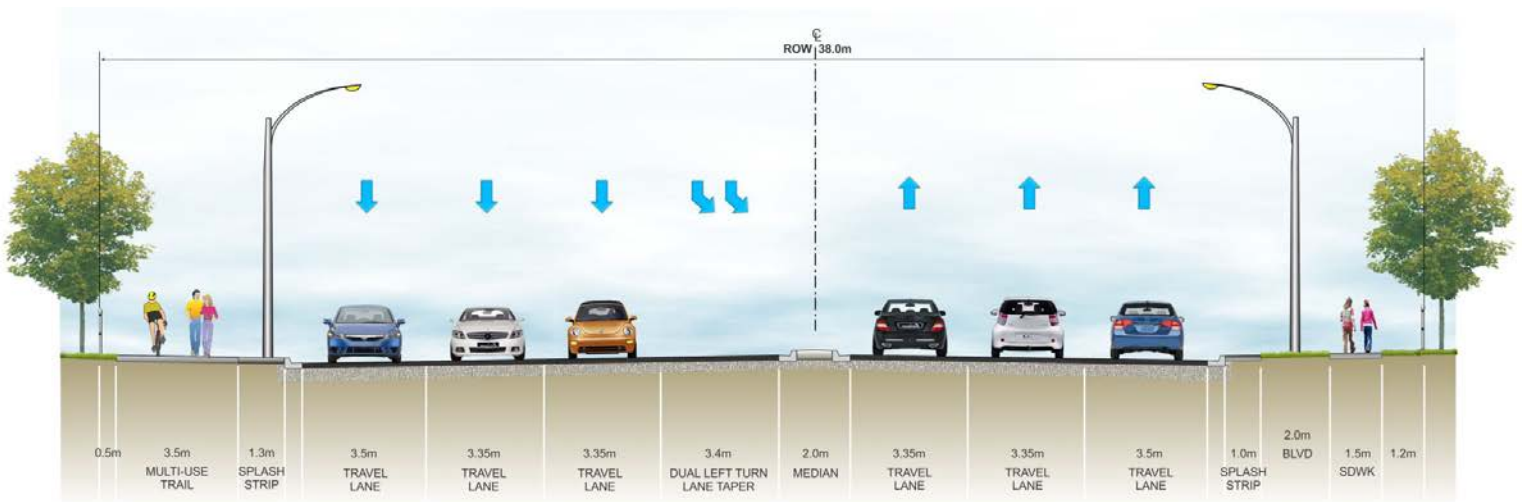 ℄
ROW 38.0m
0.5m
3.5m
MULTI-USE
TRAIL
1.3m
SPLASH
STRIP
3.5m
TRAVEL
LANE
3.35m
TRAVEL
LANE
3.35m
TRAVEL
LANE
3.4m
DUAL LEFT TURN
LANE TAPER
2.0m
MEDIAN
3.35m
TRAVEL
LANE
3.35m
TRAVEL
LANE
3.5m
TRAVEL
LANE
1.0m
SPLASH
STRIP
2.0m
BLVD
1.5m
SDWK
1.2m